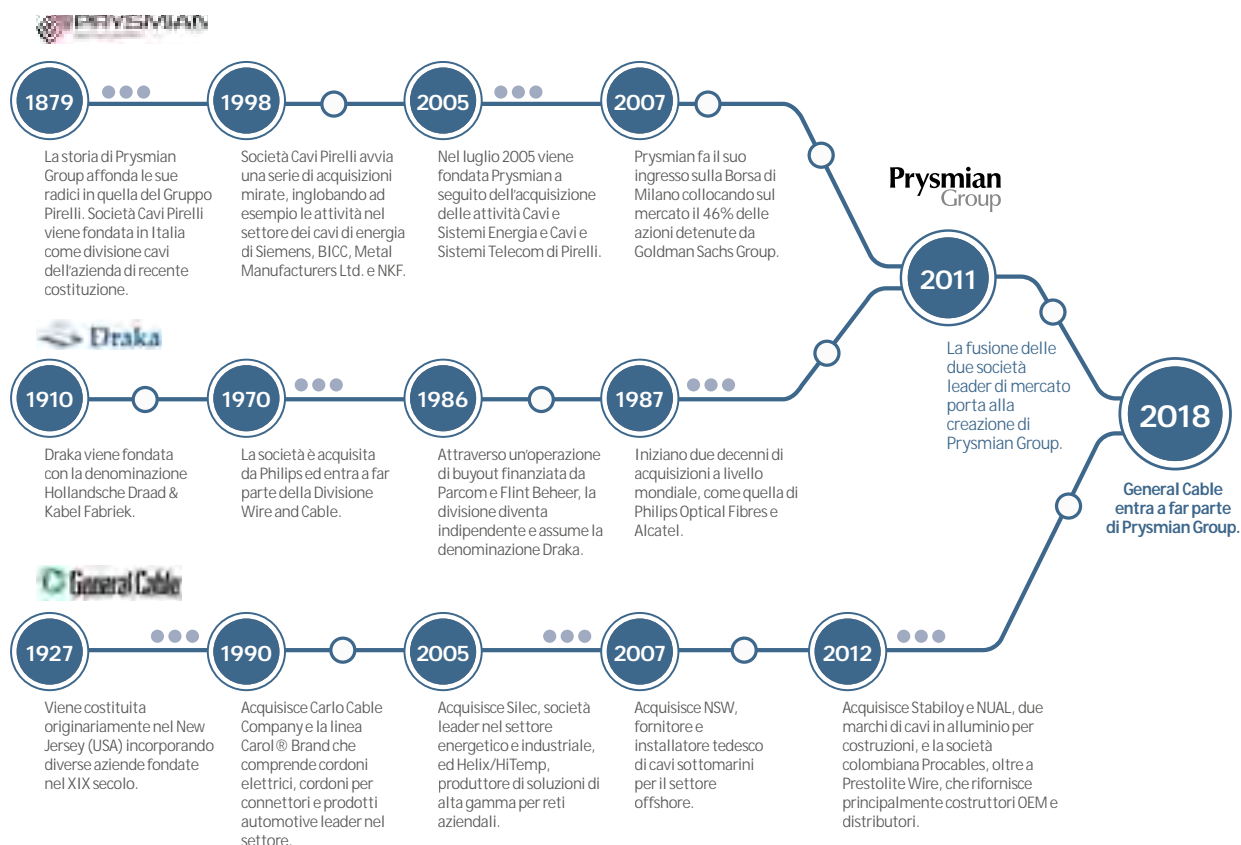 PRYSMIAN
1879
La storia di Prysmian
Group affonda le sue
radici in quella del Gruppo
Pirelli. Società Cavi Pirelli
viene fondata in Italia
come divisione cavi
dell'azienda di recente
costituzione.
1998
Società Cavi Pirelli avvia
una serie di acquisizioni
mirate, inglobando ad
esempio le attività nel
settore dei cavi di energia
di Siemens, BICC, Metal
Manufacturers Ltd. e NKF.
2005
Nel luglio 2005 viene
fondata Prysmian a
seguito dell'acquisizione
delle attività Cavi e
Sistemi Energia e Cavi e
Sistemi Telecom di Pirelli.
2007
Prysmian fa il suo
ingresso sulla Borsa di
Milano collocando sul
mercato il 46% delle
azioni detenute da
Goldman Sachs Group.
Draka
1910
Draka viene fondata
con la denominazione
Hollandsche Draad &
Kabel Fabriek.
1970
La società è acquisita
da Philips ed entra a far
parte della Divisione
Wire and Cable.
1986
Attraverso un'operazione
di buyout finanziata da
Parcom e Flint Beheer, la
divisione diventa
indipendente e assume la
denominazione Draka.
1987
Iniziano due decenni di
acquisizioni a livello
mondiale, come quella di
Philips Optical Fibres e
Alcatel.
Prysmian
Group
2011
La fusione delle
due società
leader di mercato
porta alla
creazione di
Prysmian Group.
2018
General Cable
entra a far parte
di Prysmian Group.
General Cable
1927
Viene costituita
originariamente nel New
Jersey (USA) incorporando
diverse aziende fondate
nel XIX secolo.
1990
Acquisisce Carlo Cable
Company e la linea
Carol® Brand che
comprende cordoni
elettrici, cordoni per
connettori e prodotti
automotive leader nel
settore.
2005
Acquisisce Silec, società
leader nel settore
energetico e industriale,
ed Helix/HiTemp,
produttore di soluzioni di
alta gamma per reti
aziendali.
2007
Acquisisce NSW,
fornitore e
installatore tedesco
di cavi sottomarini
per il settore
offshore.
2012
Acquisisce Stabiloy e NUAL, due
marchi di cavi in alluminio per
costruzioni, e la società
colombiana Procables, oltre a
Prestolite Wire, che rifornisce
principalmente costruttori OEM e
distributori.